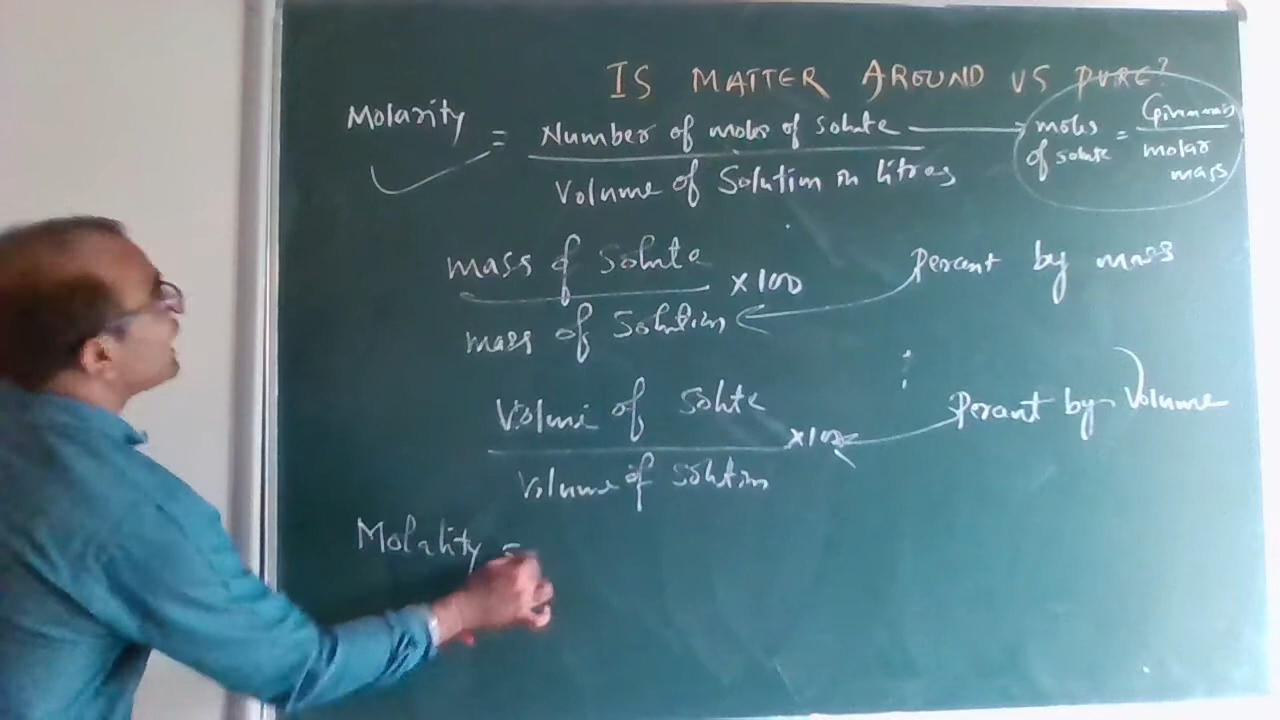 IS MATTER AROUND US PURE?
Molarity = Number of moles of solute
Volume of Solution in litres
moles of solute = Given mass
molar mass
mass of Solute
mass of Solution ×100
Percent by mass
Volume of Solute
Volume of solution ×100
Percent by Volume
Molality =